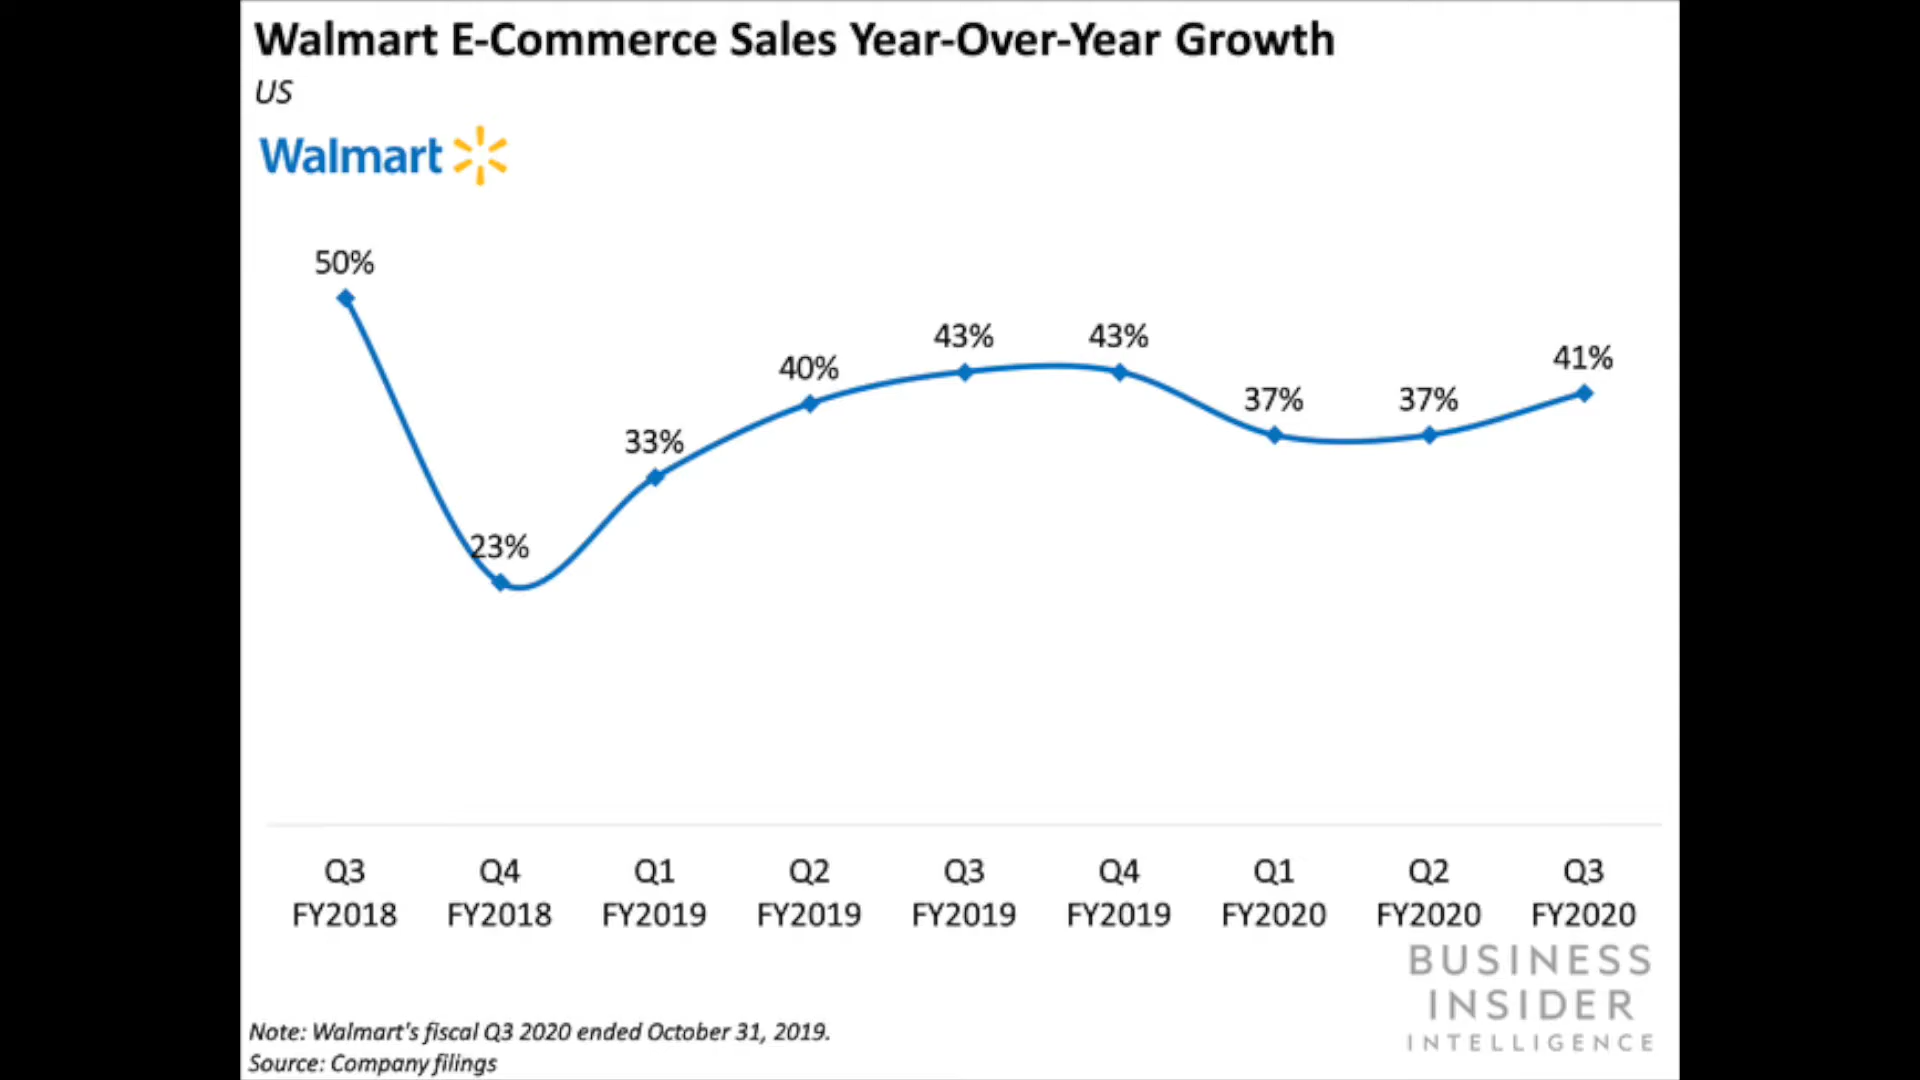 Walmart E-Commerce Sales Year-Over-Year Growth
US
Walmart
50%
23%
33%
40%
43%
43%
37%
37%
41%
Q3 Q4 Q1 Q2 Q3 Q4 Q1 Q2 Q3
FY2018 FY2018 FY2019 FY2019 FY2019 FY2019 FY2020 FY2020 FY2020
BUSINESS
INSIDER
INTELLIGENCE
Note: Walmart's fiscal Q3 2020 ended October 31, 2019.
Source: Company filings